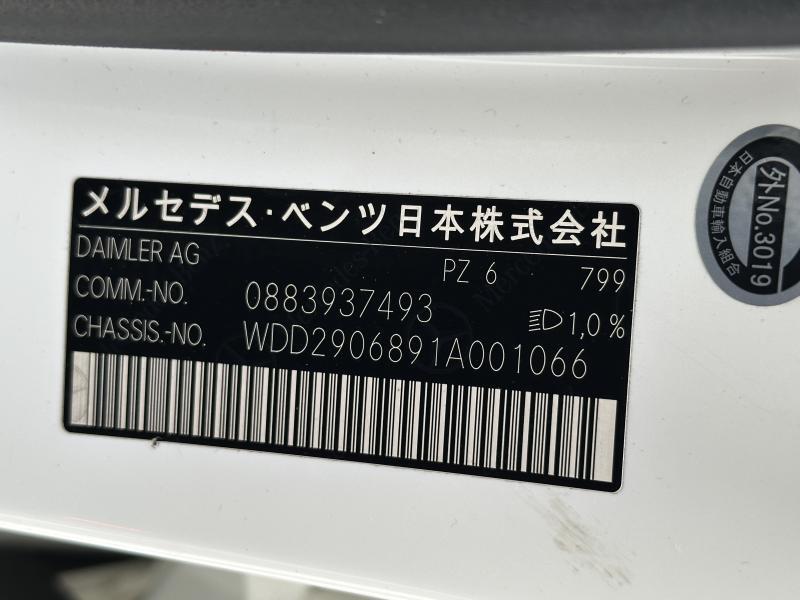 メルセデス・ベンツ日本株式会社
DAIMLER AG
PZ 6 799
COMM.-NO. 0883937493
1,0 %
CHASSIS.-NO. WDD2906891A001066
外No.3019
日本自動車輸入組合